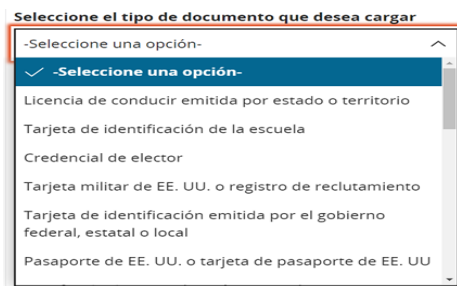 Seleccione el tipo de documento que desea cargar
-Seleccione una opción-
-Seleccione una opción-
Licencia de conducir emitida por estado o territorio
Tarjeta de identificación de la escuela
Credencial de elector
Tarjeta militar de EE. UU. o registro de reclutamiento
Tarjeta de identificación emitida por el gobierno
federal, estatal o local
Pasaporte de EE. UU. o tarjeta de pasaporte de EE. UU